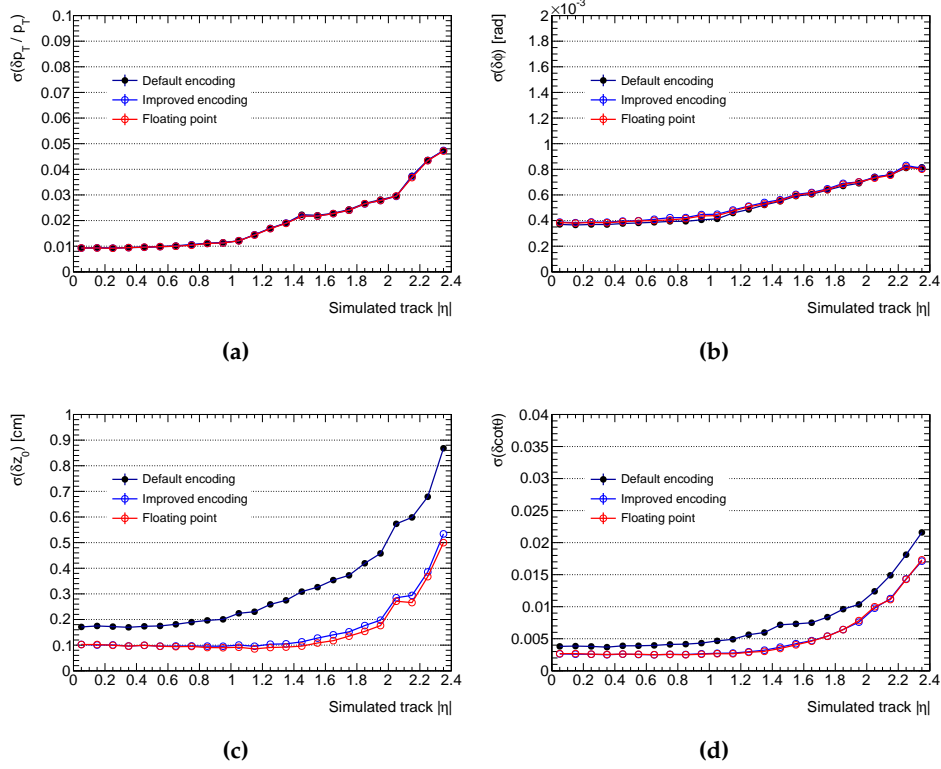 σ(δp_T / p_T)
0.1
0.09
0.08
0.07
0.06
0.05
0.04
0.03
0.02
0.01
0
Default encoding
Improved encoding
Floating point
0 0.2 0.4 0.6 0.8 1 1.2 1.4 1.6 1.8 2 2.2 2.4
Simulated track |η|
(a)
×10⁻³
σ(δϕ) [rad]
2
1.8
1.6
1.4
1.2
1
0.8
0.6
0.4
0.2
0
Default encoding
Improved encoding
Floating point
0 0.2 0.4 0.6 0.8 1 1.2 1.4 1.6 1.8 2 2.2 2.4
Simulated track |η|
(b)
σ(δz_0) [cm]
1
0.9
0.8
0.7
0.6
0.5
0.4
0.3
0.2
0.1
0
Default encoding
Improved encoding
Floating point
0 0.2 0.4 0.6 0.8 1 1.2 1.4 1.6 1.8 2 2.2 2.4
Simulated track |η|
(c)
σ(δcotθ)
0.04
0.035
0.03
0.025
0.02
0.015
0.01
0.005
0
Default encoding
Improved encoding
Floating point
0 0.2 0.4 0.6 0.8 1 1.2 1.4 1.6 1.8 2 2.2 2.4
Simulated track |η|
(d)